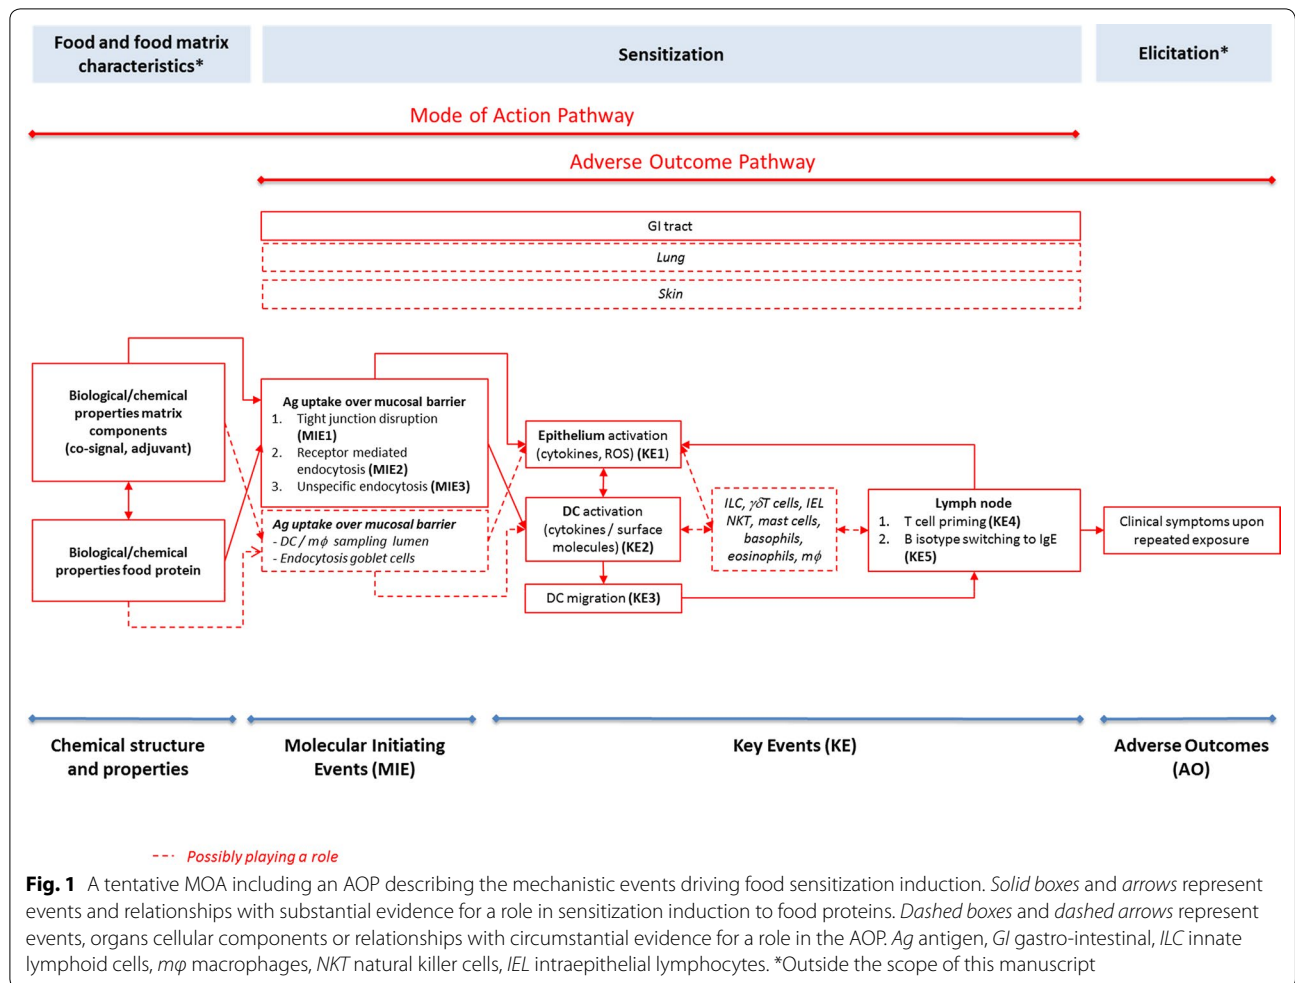 Food and food matrix
characteristics*
Sensitization
Elicitation*
Mode of Action Pathway
Adverse Outcome Pathway
GI tract
Lung
Skin
Biological/chemical
properties matrix
components
(co-signal, adjuvant)
Biological/chemical
properties food protein
Ag uptake over mucosal barrier
1. Tight junction disruption
(MIE1)
2. Receptor mediated
endocytosis (MIE2)
3. Unspecific endocytosis (MIE3)
Ag uptake over mucosal barrier
- DC / mϕ sampling lumen
- Endocytosis goblet cells
Epithelium activation
(cytokines, ROS) (KE1)
DC activation
(cytokines / surface
molecules) (KE2)
DC migration (KE3)
ILC, γδT cells, IEL
NKT, mast cells,
basophils,
eosinophils, mϕ
Lymph node
1. T cell priming (KE4)
2. B isotype switching to IgE
(KE5)
Clinical symptoms upon
repeated exposure
Chemical structure
and properties
Molecular Initiating
Events (MIE)
Key Events (KE)
Adverse Outcomes
(AO)
--- Possibly playing a role
Fig. 1 A tentative MOA including an AOP describing the mechanistic events driving food sensitization induction. Solid boxes and arrows represent
events and relationships with substantial evidence for a role in sensitization induction to food proteins. Dashed boxes and dashed arrows represent
events, organs cellular components or relationships with circumstantial evidence for a role in the AOP. Ag antigen, GI gastro-intestinal, ILC innate
lymphoid cells, mφ macrophages, NKT natural killer cells, IEL intraepithelial lymphocytes. *Outside the scope of this manuscript